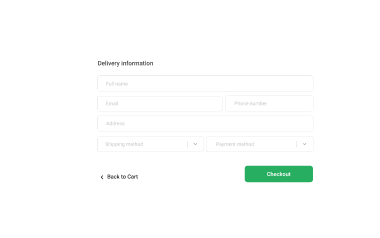 Delivery information
Full name
Email
Phone number
Address
Shipping method
Payment method
Back to Cart
Checkout